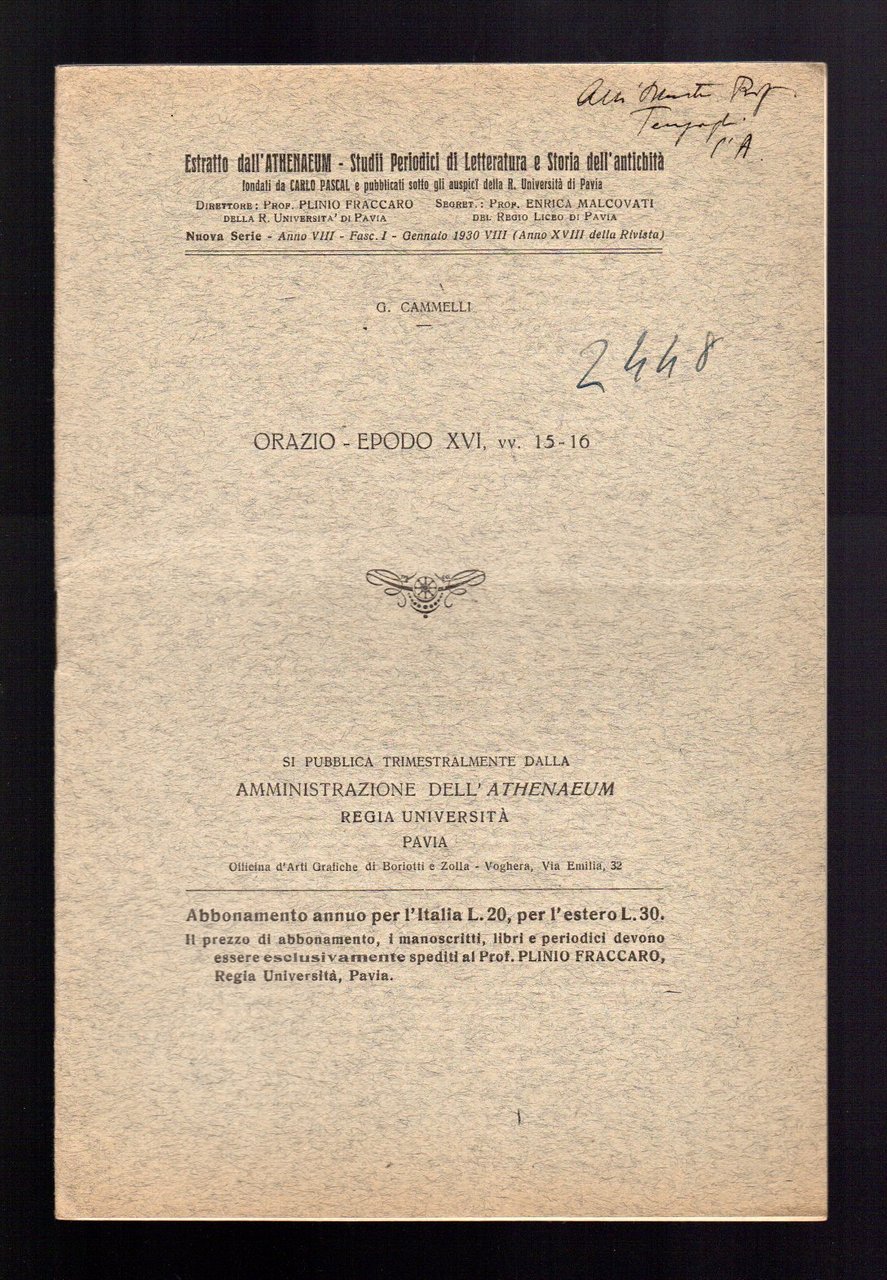 All' Prof.
l'A.
Estratto dall'ATHENAEUM - Studii Periodici di Letteratura e Storia dell'antichità
fondati da CARLO PASCAL e pubblicati sotto gli auspicî della R. Università di Pavia
DIRETTORE: PROF. PLINIO FRACCARO SEGRET.: PROF. ENRICA MALCOVATI
DELLA R. UNIVERSITA' DI PAVIA DEL REGIO LICEO DI PAVIA
Nuova Serie - Anno VIII - Fasc. I - Gennaio 1930 VIII (Anno XVIII della Rivista)
G. CAMMELLI
2448
ORAZIO - EPODO XVI, vv. 15-16
SI PUBBLICA TRIMESTRALMENTE DALLA
AMMINISTRAZIONE DELL'ATHENAEUM
REGIA UNIVERSITÀ
PAVIA
Officina d'Arti Grafiche di Boriotti e Zolla - Voghera, Via Emilia, 32
Abbonamento annuo per l'Italia L. 20, per l'estero L. 30.
Il prezzo di abbonamento, i manoscritti, libri e periodici devono
essere esclusivamente spediti al Prof. PLINIO FRACCARO,
Regia Università, Pavia.